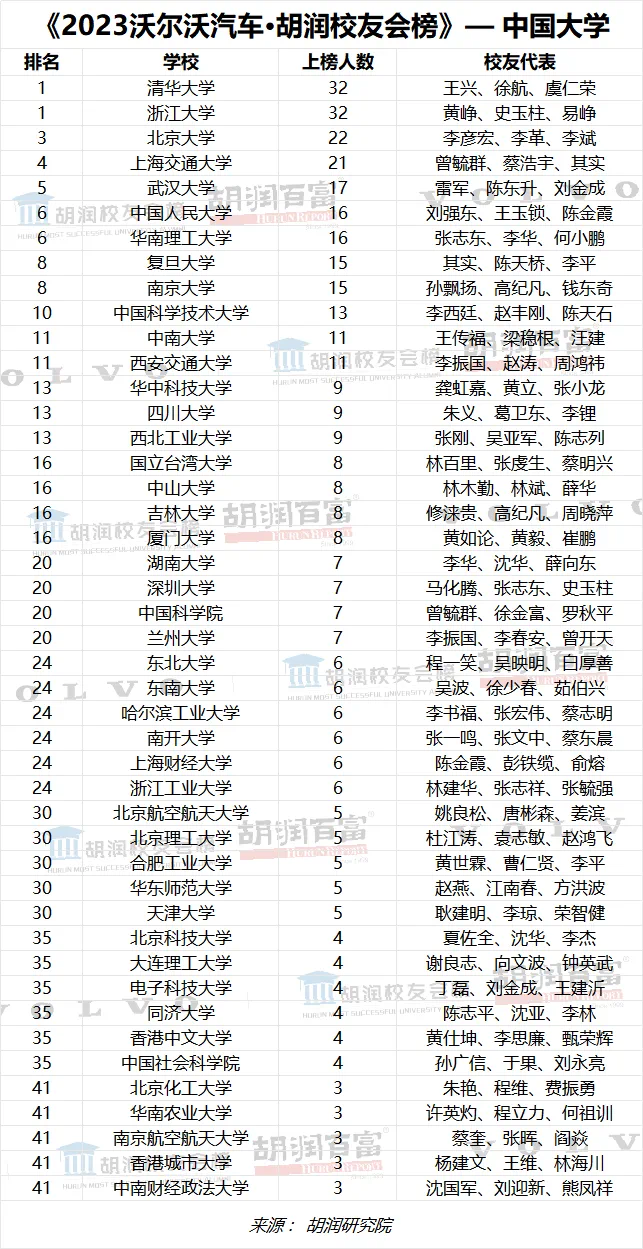 《2023沃尔沃汽车·胡润校友会榜》— 中国大学
排名 学校 上榜人数 校友代表
1 清华大学 32 王兴、徐航、虞仁荣
1 浙江大学 32 黄峥、史玉柱、易峥
3 北京大学 22 李彦宏、李革、李斌
4 上海交通大学 21 曾毓群、蔡浩宇、其实
5 武汉大学 17 雷军、陈东升、刘金成
6 中国人民大学 16 刘强东、王玉锁、陈金霞
6 华南理工大学 16 张志东、李华、何小鹏
8 复旦大学 15 其实、陈天桥、李平
8 南京大学 15 孙飘扬、高纪凡、钱东奇
10 中国科学技术大学 13 李西廷、赵丰刚、陈天石
11 中南大学 11 王传福、梁稳根、汪建
11 西安交通大学 11 李振国、赵涛、周鸿祎
13 华中科技大学 9 龚虹嘉、黄立、张小龙
13 四川大学 9 朱义、葛卫东、李锂
13 西北工业大学 9 张刚、吴亚军、陈志列
16 国立台湾大学 8 林百里、张虔生、蔡明兴
16 中山大学 8 林木勤、林斌、薛华
16 吉林大学 8 修涞贵、高纪凡、周晓萍
16 厦门大学 8 黄如论、黄毅、崔鹏
20 湖南大学 7 李华、沈华、薛向东
20 深圳大学 7 马化腾、张志东、史玉柱
20 中国科学院 7 曾毓群、徐金富、罗秋平
20 兰州大学 7 李振国、李春安、曾开天
24 东北大学 6 程一笑、吴映明、白厚善
24 东南大学 6 吴波、徐少春、茹伯兴
24 哈尔滨工业大学 6 李书福、张宏伟、蔡志明
24 南开大学 6 张一鸣、张文中、蔡东晨
24 上海财经大学 6 陈金霞、彭铁缆、俞熔
24 浙江工业大学 6 林建华、张志祥、张毓强
30 北京航空航天大学 5 姚良松、唐彬森、姜滨
30 北京理工大学 5 杜江涛、袁志敏、赵鸿飞
30 合肥工业大学 5 黄世霖、曹仁贤、李平
30 华东师范大学 5 赵燕、江南春、方洪波
30 天津大学 5 耿建明、李琼、荣智健
35 北京科技大学 4 夏佐全、沈华、李杰
35 大连理工大学 4 谢良志、向文波、钟英武
35 电子科技大学 4 丁磊、刘金成、王建沂
35 同济大学 4 陈志平、沈亚、李林
35 香港中文大学 4 黄仕坤、李思廉、甄荣辉
35 中国社会科学院 4 孙广信、于果、刘永亮
41 北京化工大学 3 朱艳、程维、费振勇
41 华南农业大学 3 许英灼、程立力、何祖训
41 南京航空航天大学 3 蔡奎、张晖、阎焱
41 香港城市大学 3 杨建文、王维、林海川
41 中南财经政法大学 3 沈国军、刘迎新、熊凤祥
来源：胡润研究院